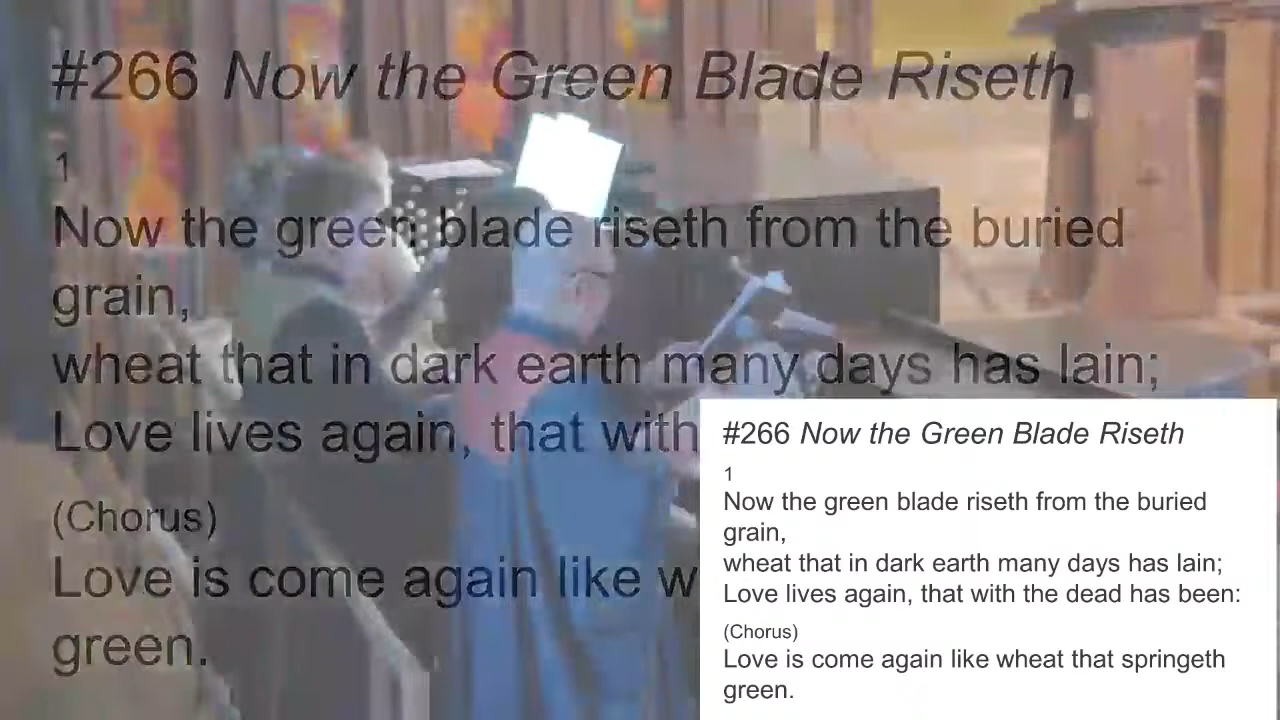 #266 Now the Green Blade Riseth
1
Now the green blade riseth from the buried
grain,
wheat that in dark earth many days has lain;
Love lives again, that with
(Chorus)
Love is come again like w
green.
#266 Now the Green Blade Riseth
1
Now the green blade riseth from the buried
grain,
wheat that in dark earth many days has lain;
Love lives again, that with the dead has been:
(Chorus)
Love is come again like wheat that springeth
green.